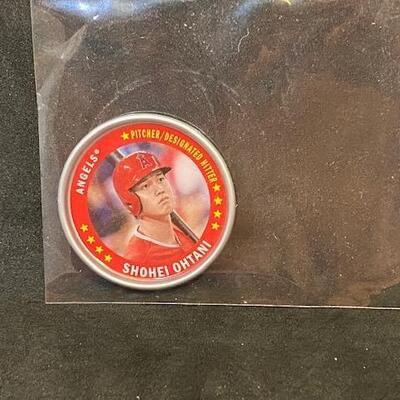 ANGELS®
★PITCHER/DESIGNATED HITTER
A
SHOHEI OHTANI